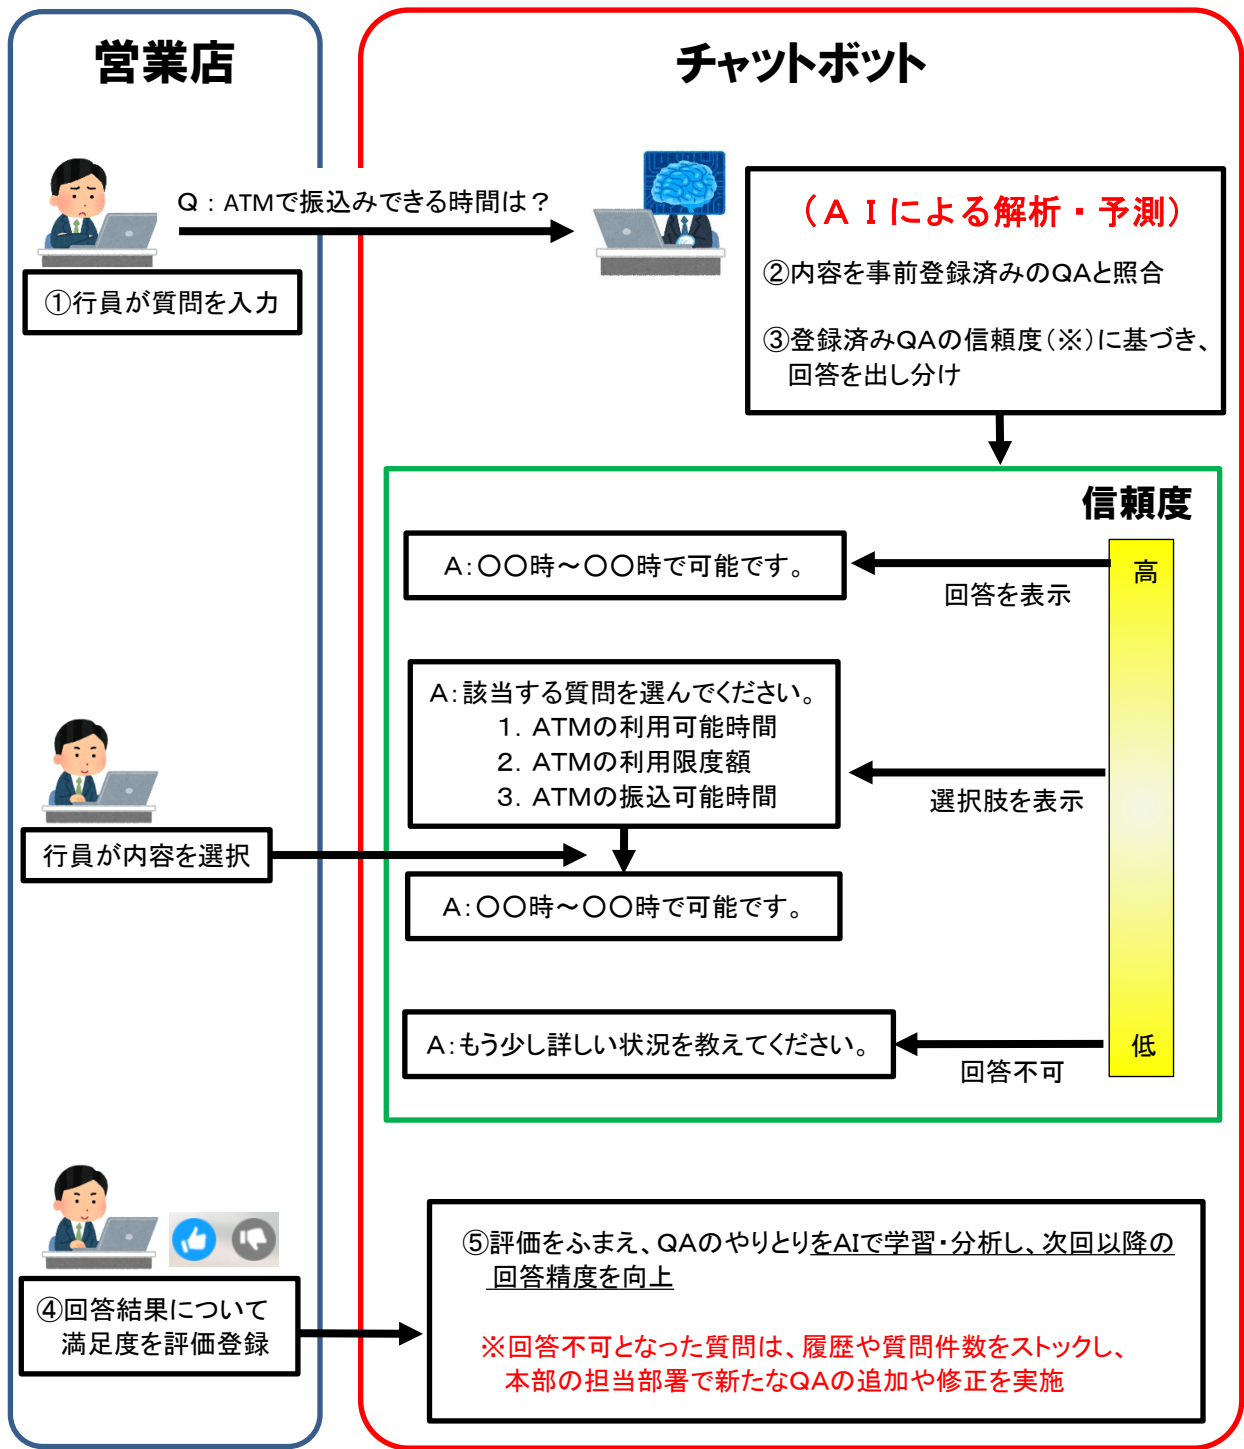 営業店
チャットボット
Q：ATMで振込みできる時間は？
①行員が質問を入力
（ＡＩによる解析・予測）
②内容を事前登録済みのQAと照合
③登録済みQAの信頼度（※）に基づき、
回答を出し分け
信頼度
高
A：〇〇時～〇〇時で可能です。
回答を表示
A：該当する質問を選んでください。
１．ATMの利用可能時間
２．ATMの利用限度額
３．ATMの振込可能時間
選択肢を表示
行員が内容を選択
A：〇〇時～〇〇時で可能です。
A：もう少し詳しい状況を教えてください。
低
回答不可
④回答結果について
満足度を評価登録
⑤評価をふまえ、QAのやりとりをAIで学習・分析し、次回以降の
回答精度を向上
※回答不可となった質問は、履歴や質問件数をストックし、
本部の担当部署で新たなQAの追加や修正を実施